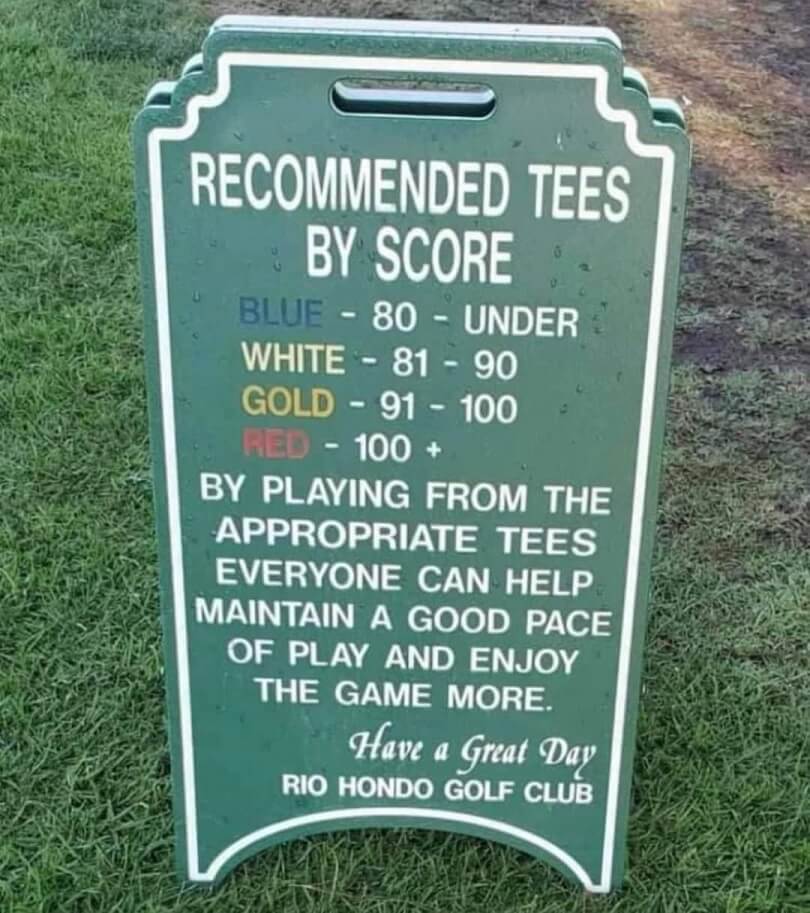 RECOMMENDED TEES
BY SCORE
BLUE - 80 - UNDER
WHITE - 81 - 90
GOLD - 91 - 100
RED - 100 +
BY PLAYING FROM THE
APPROPRIATE TEES
EVERYONE CAN HELP
MAINTAIN A GOOD PACE
OF PLAY AND ENJOY
THE GAME MORE.
Have a Great Day
RIO HONDO GOLF CLUB